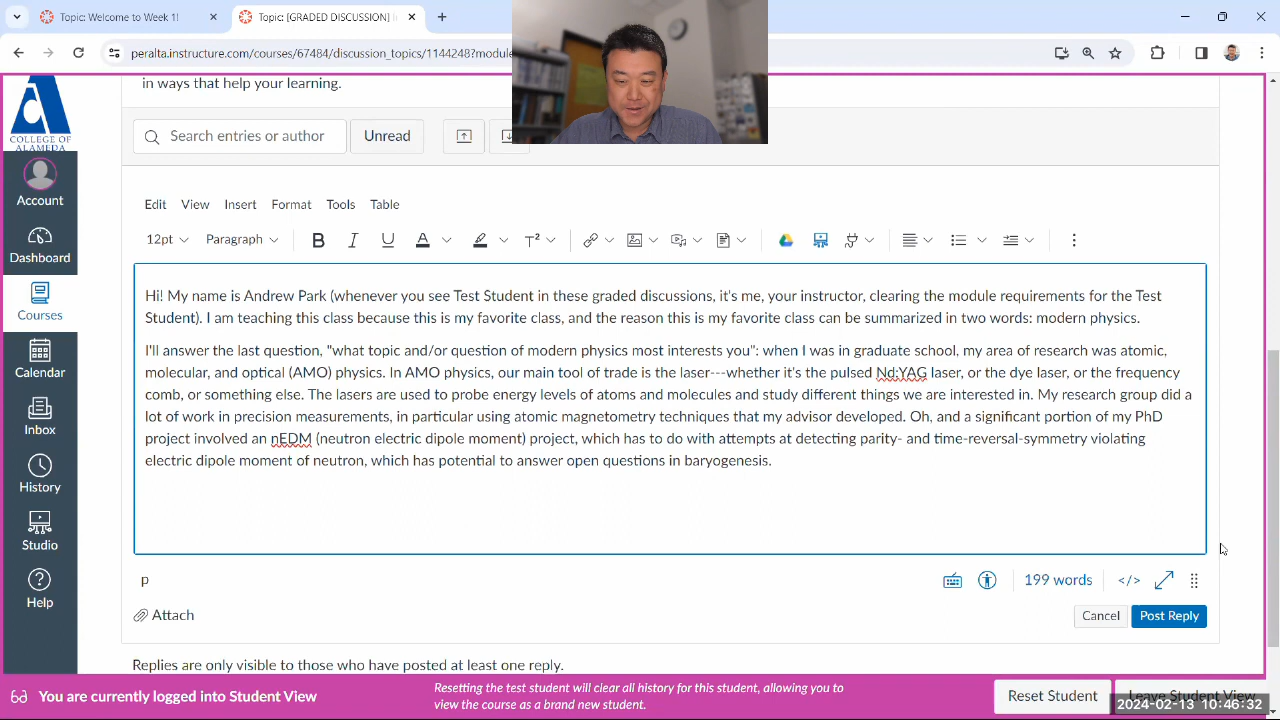 peralta.instructure.com/courses/67484/discussion_topics/1144248?module
in ways that help your learning.
COLLEGE OF
ALAMEDA
Search entries or author
Unread
Account
Dashboard
Courses
Calendar
Inbox
History
Studio
Help
Edit View Insert Format Tools Table
12pt Paragraph B I U A T²
Hi! My name is Andrew Park (whenever you see Test Student in these graded discussions, it's me, your instructor, clearing the module requirements for the Test
Student). I am teaching this class because this is my favorite class, and the reason this is my favorite class can be summarized in two words: modern physics.
I'll answer the last question, "what topic and/or question of modern physics most interests you": when I was in graduate school, my area of research was atomic,
molecular, and optical (AMO) physics. In AMO physics, our main tool of trade is the laser---whether it's the pulsed Nd:YAG laser, or the dye laser, or the frequency
comb, or something else. The lasers are used to probe energy levels of atoms and molecules and study different things we are interested in. My research group did a
lot of work in precision measurements, in particular using atomic magnetometry techniques that my advisor developed. Oh, and a significant portion of my PhD
project involved an nEDM (neutron electric dipole moment) project, which has to do with attempts at detecting parity- and time-reversal-symmetry violating
electric dipole moment of neutron, which has potential to answer open questions in baryogenesis.
p
199 words
</>
Attach
Cancel
Post Reply
Replies are only visible to those who have posted at least one reply.
You are currently logged into Student View
Resetting the test student will clear all history for this student, allowing you to
view the course as a brand new student.
Reset Student
Leave Student View
2024-02-13 10:46:32